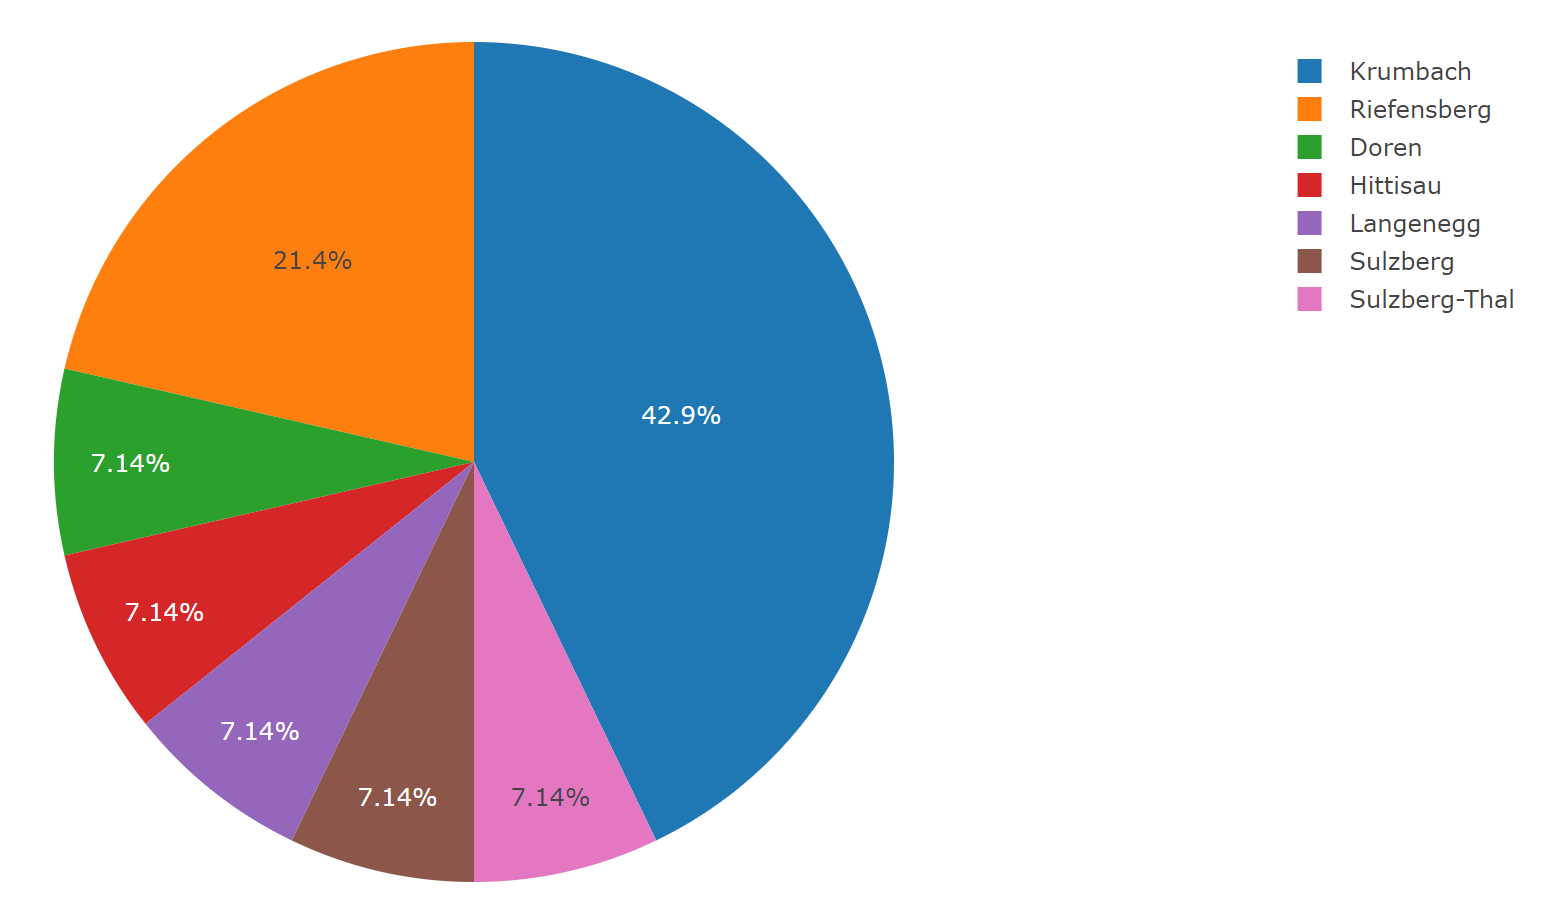 Krumbach
Riefensberg
Doren
Hittisau
Langenegg
Sulzberg
Sulzberg-Thal
21.4%
42.9%
7.14%
7.14%
7.14%
7.14%
7.14%